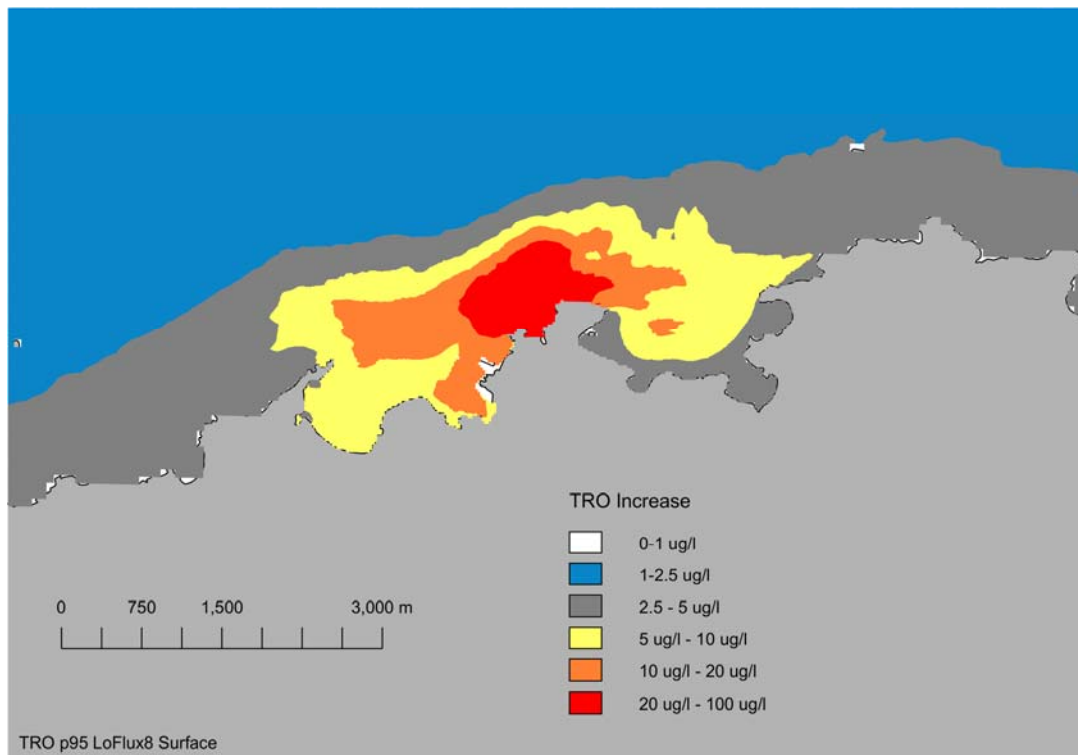 TRO Increase
0-1 ug/l
1-2.5 ug/l
2.5 - 5 ug/l
5 ug/l - 10 ug/l
10 ug/l - 20 ug/l
20 ug/l - 100 ug/l
0 750 1,500 3,000 m
TRO p95 LoFlux8 Surface